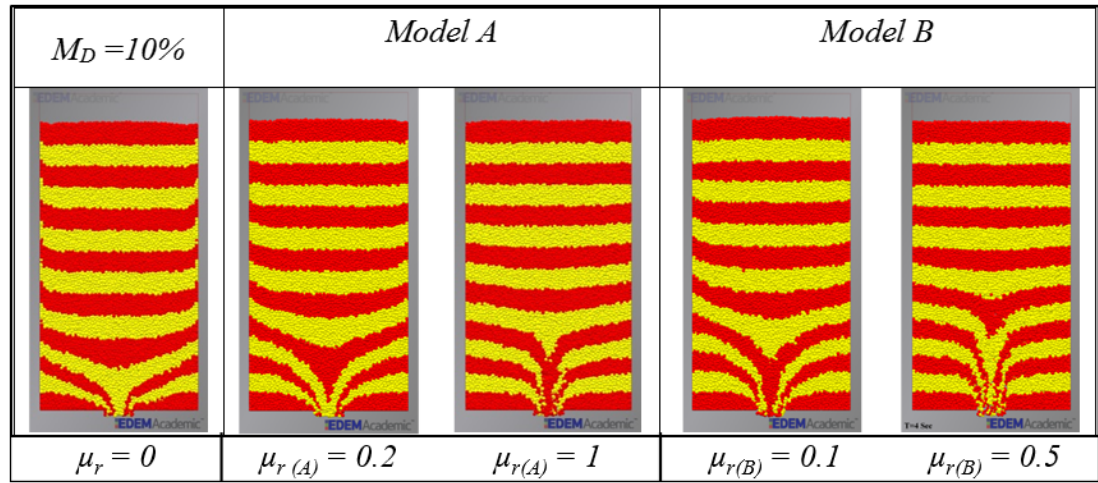 M_D =10%
Model A
Model B
EDEMAcademic
EDEMAcademic
EDEMAcademic
EDEMAcademic
EDEMAcademic
EDEMAcademic
EDEMAcademic
EDEMAcademic
EDEMAcademic
T=4 Sec
EDEMAcademic
μ_r = 0
μ_r (A) = 0.2
μ_r(A) = 1
μ_r(B) = 0.1
μ_r(B) = 0.5